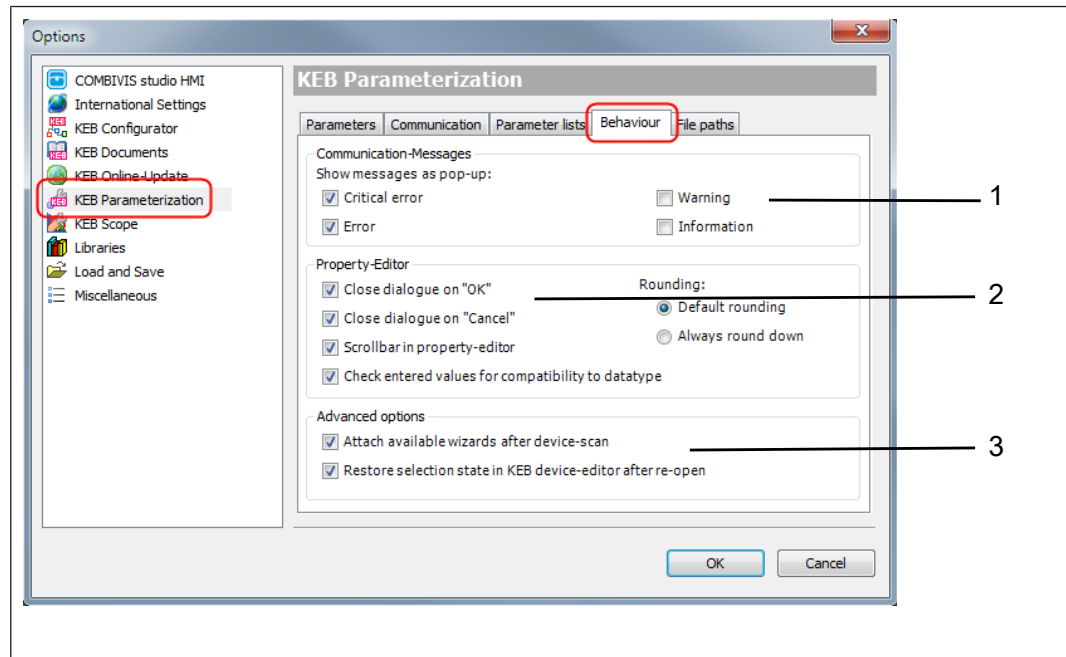 Options
COMBIVIS studio HMI
International Settings
KEB Configurator
KEB Documents
KEB Online-Update
KEB Parameterization
KEB Scope
Libraries
Load and Save
Miscellaneous
KEB Parameterization
Parameters Communication Parameter lists Behaviour File paths
Communication-Messages
Show messages as pop-up:
Critical error Warning
Error Information
1
Property-Editor
Close dialogue on "OK" Rounding:
Default rounding
Close dialogue on "Cancel"
Always round down
Scrollbar in property-editor
Check entered values for compatibility to datatype
2
Advanced options
Attach available wizards after device-scan
Restore selection state in KEB device-editor after re-open
3
OK Cancel